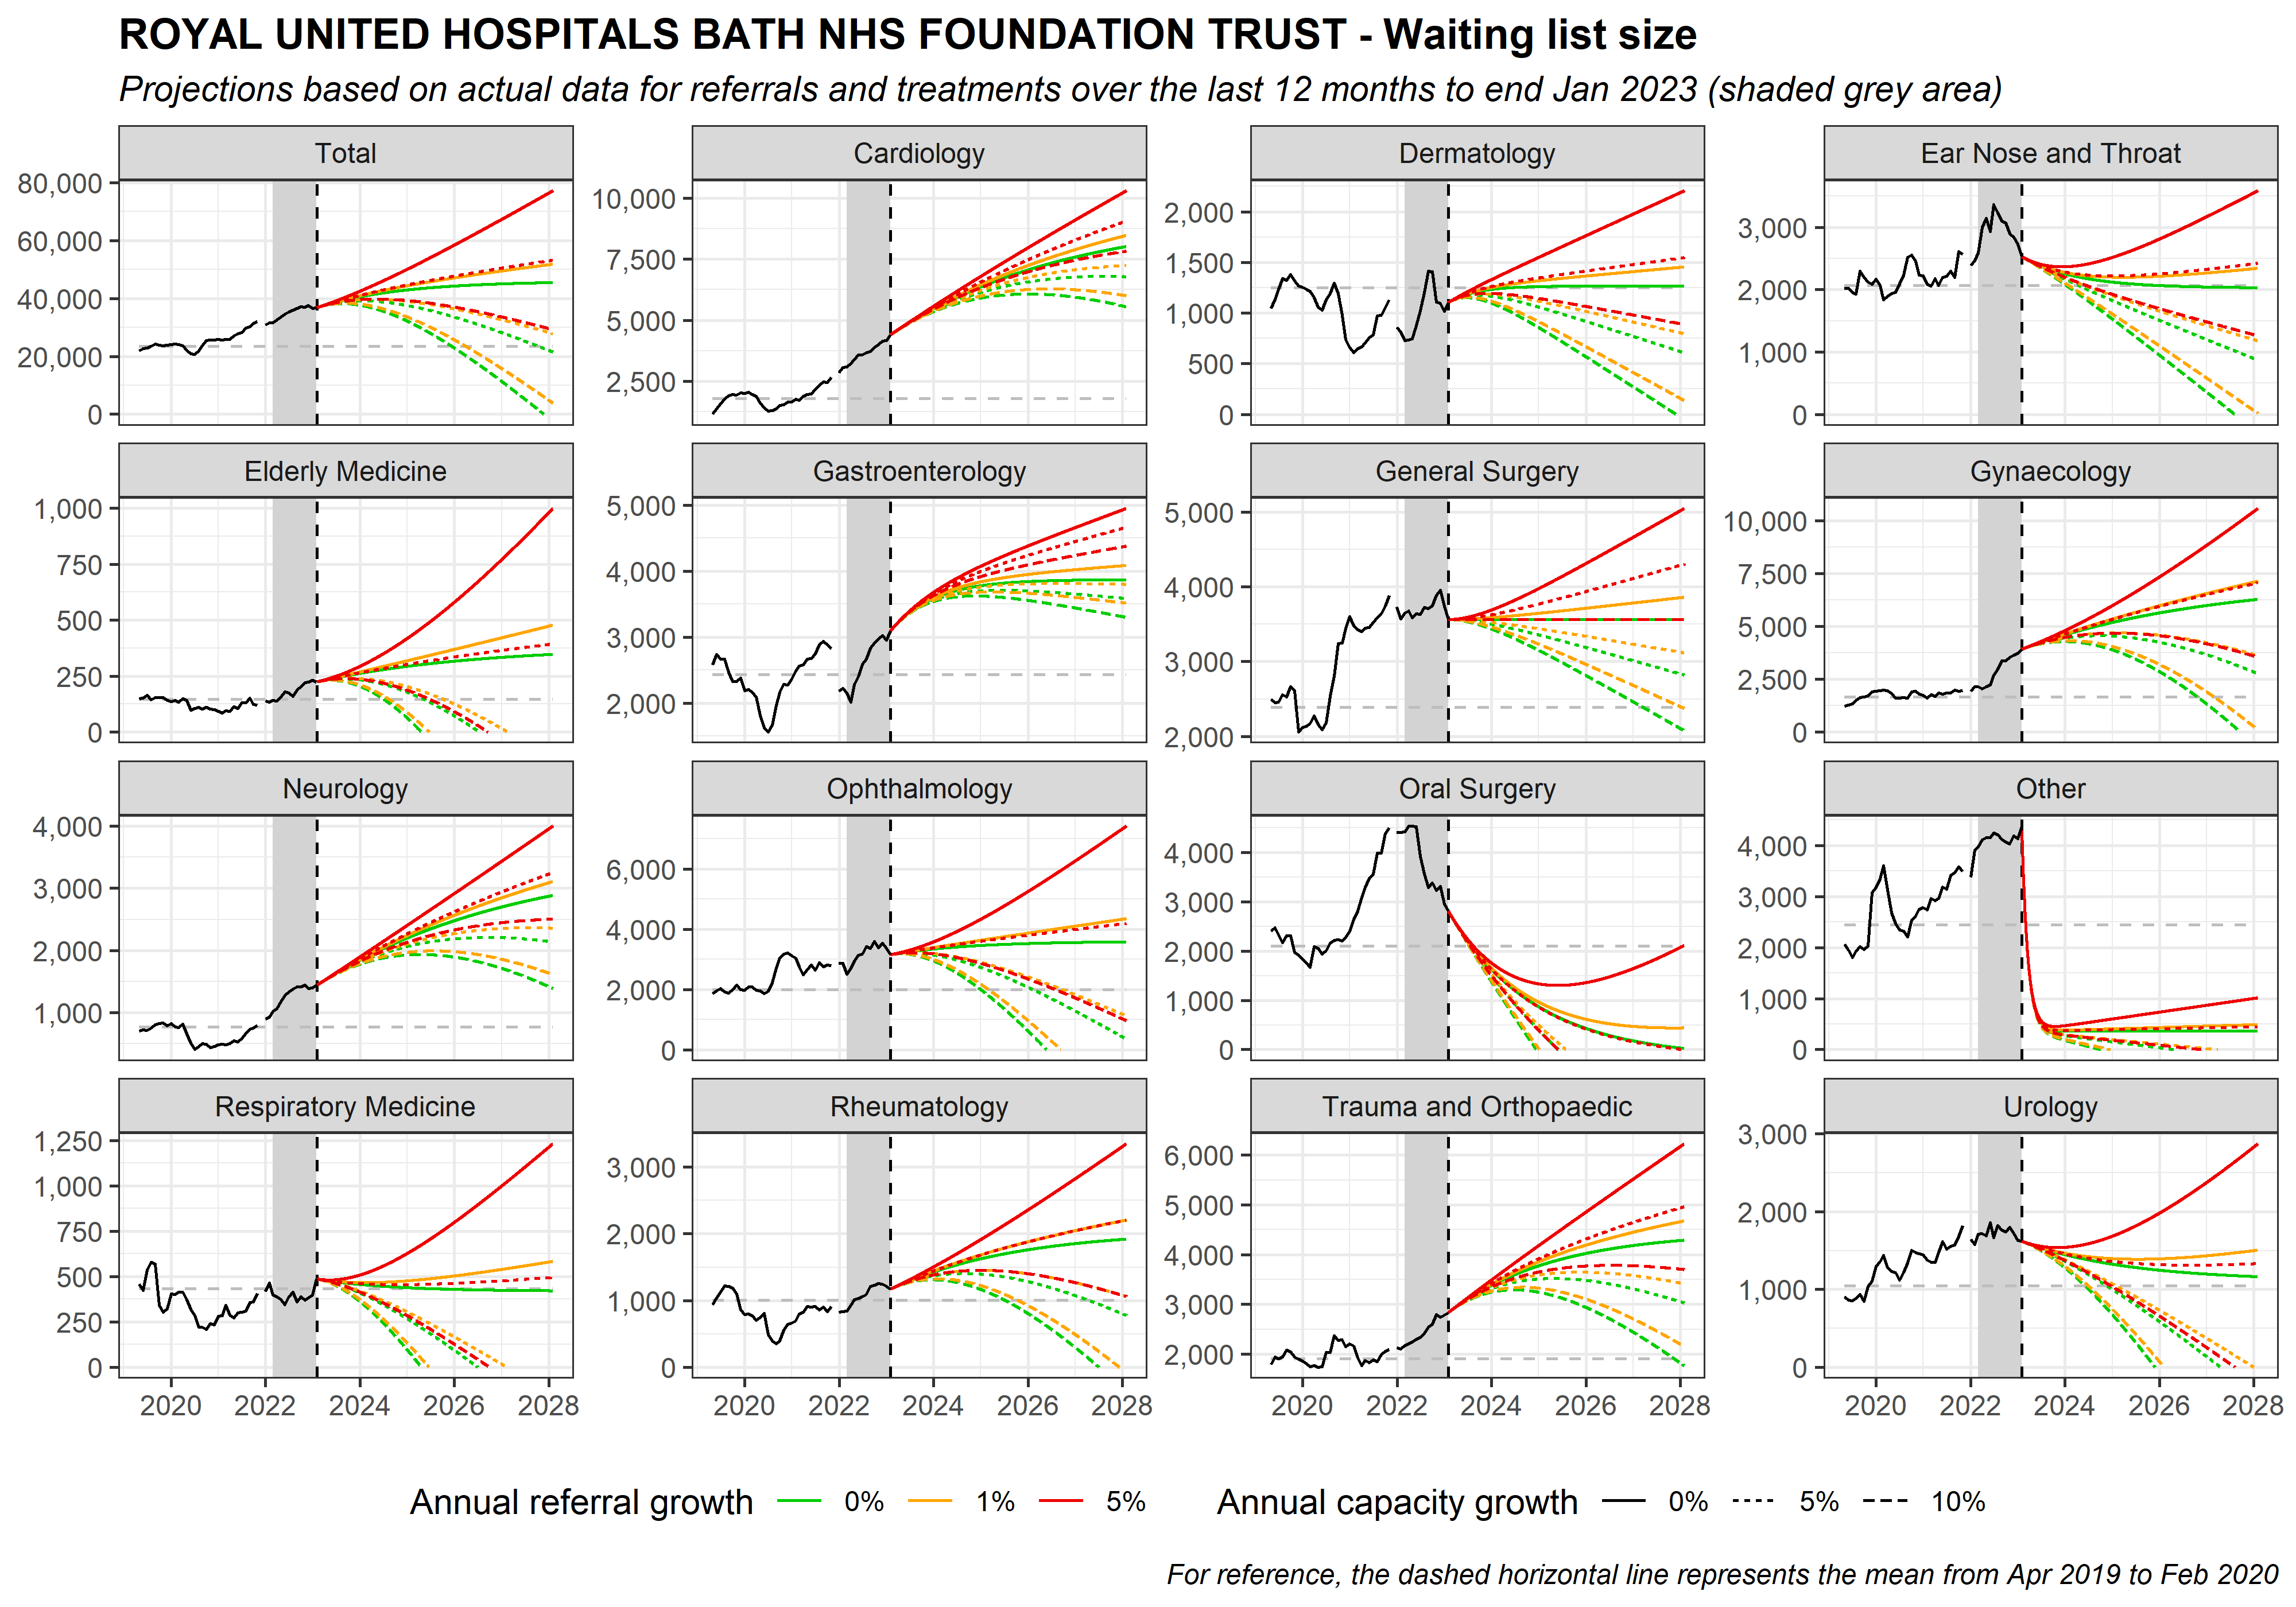 ROYAL UNITED HOSPITALS BATH NHS FOUNDATION TRUST - Waiting list size
Projections based on actual data for referrals and treatments over the last 12 months to end Jan 2023 (shaded grey area)
Total
80,000
60,000
40,000
20,000
0
Cardiology
10,000
7,500
5,000
2,500
Dermatology
2,000
1,500
1,000
500
0
Ear Nose and Throat
3,000
2,000
1,000
0
Elderly Medicine
1,000
750
500
250
0
Gastroenterology
5,000
4,000
3,000
2,000
General Surgery
5,000
4,000
3,000
2,000
Gynaecology
10,000
7,500
5,000
2,500
0
Neurology
4,000
3,000
2,000
1,000
Ophthalmology
6,000
4,000
2,000
0
Oral Surgery
4,000
3,000
2,000
1,000
0
Other
4,000
3,000
2,000
1,000
0
Respiratory Medicine
1,250
1,000
750
500
250
0
2020 2022 2024 2026 2028
Rheumatology
3,000
2,000
1,000
0
2020 2022 2024 2026 2028
Trauma and Orthopaedic
6,000
5,000
4,000
3,000
2,000
2020 2022 2024 2026 2028
Urology
3,000
2,000
1,000
0
2020 2022 2024 2026 2028
Annual referral growth 0% 1% 5%
Annual capacity growth 0% 5% 10%
For reference, the dashed horizontal line represents the mean from Apr 2019 to Feb 2020